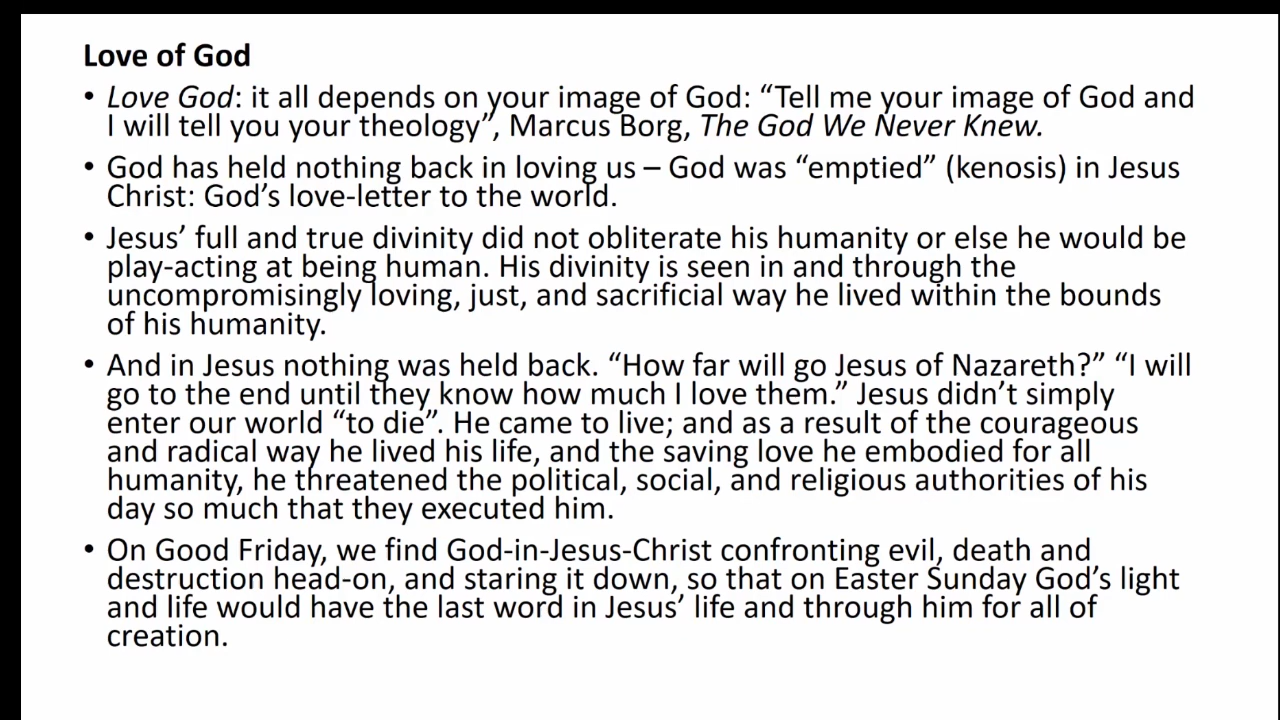 Love of God
• Love God: it all depends on your image of God: “Tell me your image of God and
I will tell you your theology”, Marcus Borg, The God We Never Knew.
• God has held nothing back in loving us – God was “emptied” (kenosis) in Jesus
Christ: God’s love-letter to the world.
• Jesus’ full and true divinity did not obliterate his humanity or else he would be
play-acting at being human. His divinity is seen in and through the
uncompromisingly loving, just, and sacrificial way he lived within the bounds
of his humanity.
• And in Jesus nothing was held back. “How far will go Jesus of Nazareth?” “I will
go to the end until they know how much I love them.” Jesus didn’t simply
enter our world “to die”. He came to live; and as a result of the courageous
and radical way he lived his life, and the saving love he embodied for all
humanity, he threatened the political, social, and religious authorities of his
day so much that they executed him.
• On Good Friday, we find God-in-Jesus-Christ confronting evil, death and
destruction head-on, and staring it down, so that on Easter Sunday God’s light
and life would have the last word in Jesus’ life and through him for all of
creation.